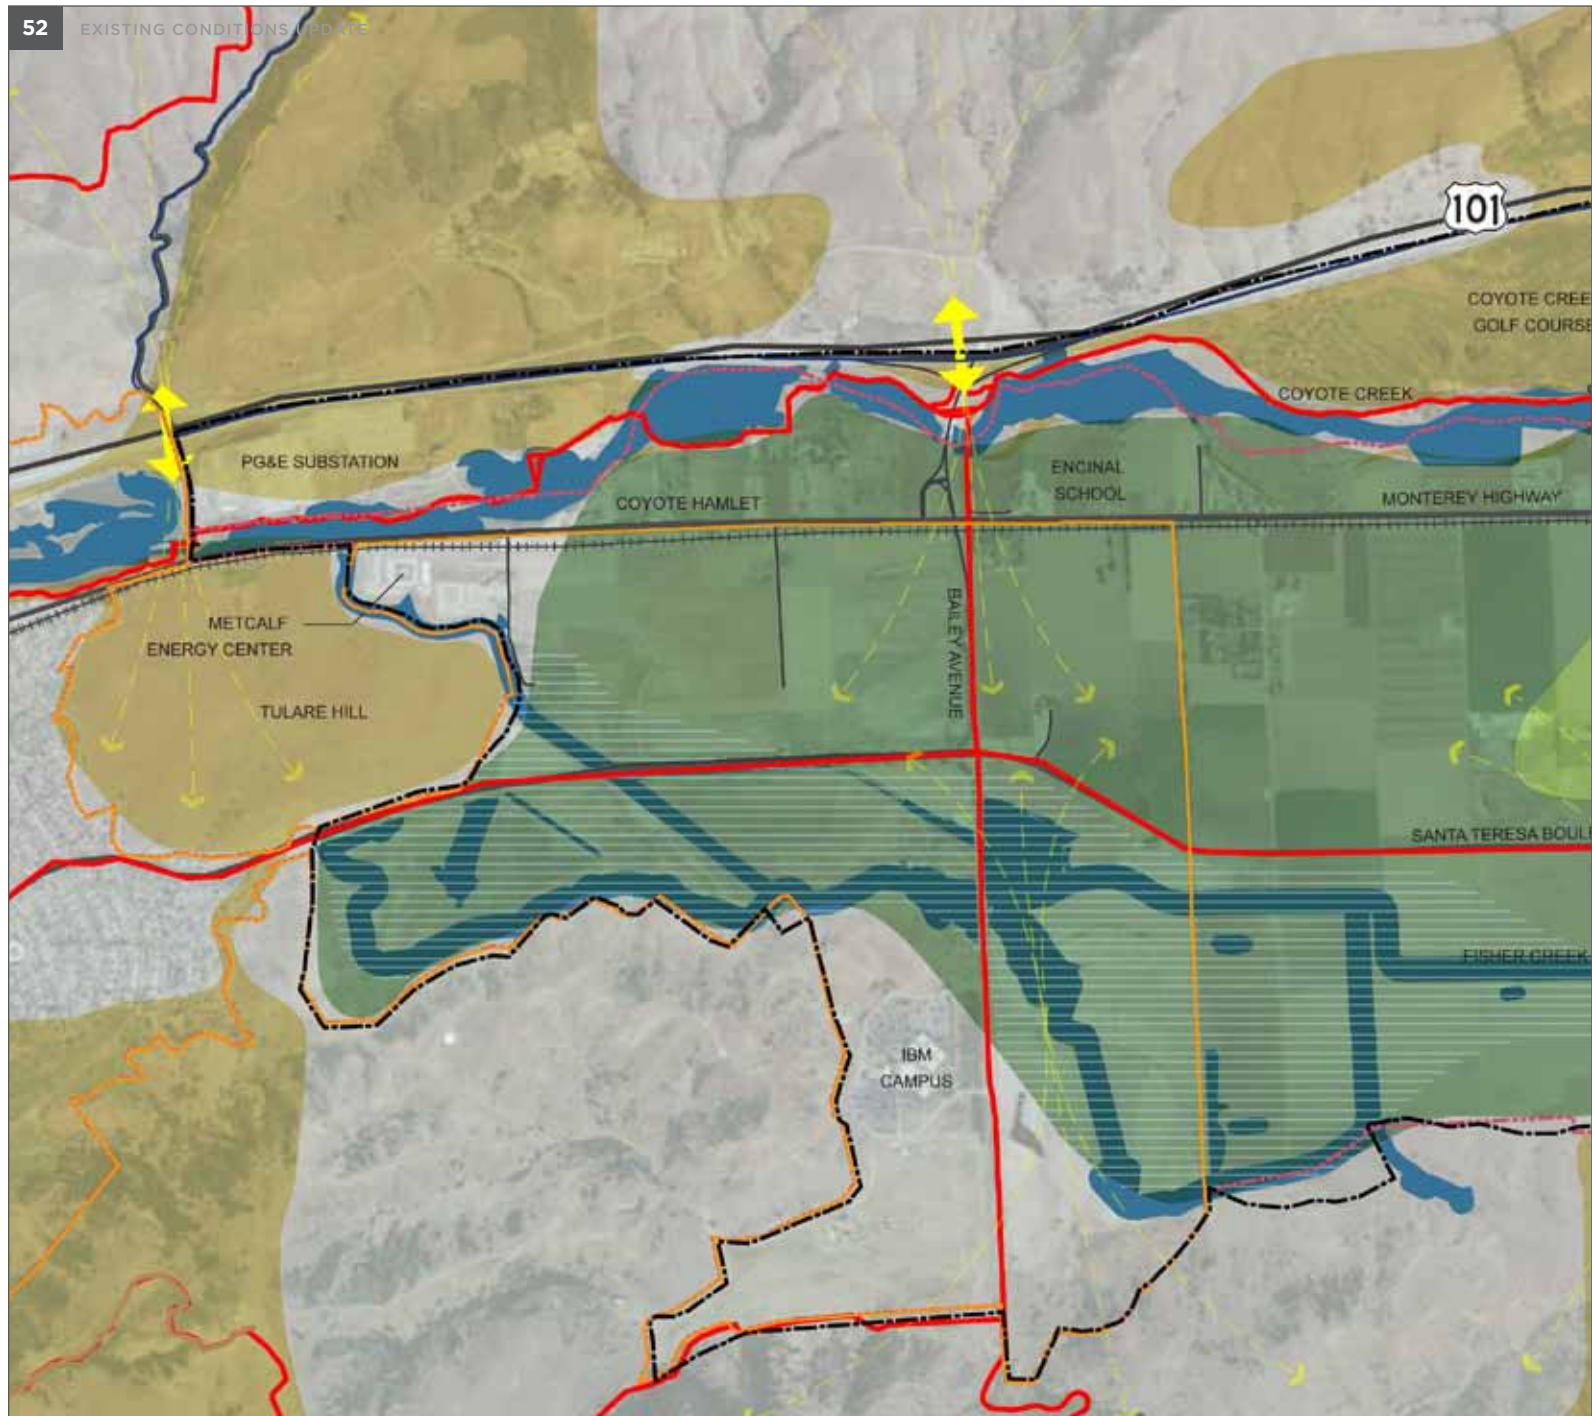 52
EXISTING CONDITIONS UPDATE
101
COYOTE CREE
GOLF COURSE
COYOTE CREEK
PG&E SUBSTATION
ENCINAL
SCHOOL
COYOTE HAMLET
MONTEREY HIGHWAY
BAILEY AVENUE
METCALF
ENERGY CENTER
TULARE HILL
SANTA TERESA BOUL
FISHER CREEK
IBM
CAMPUS